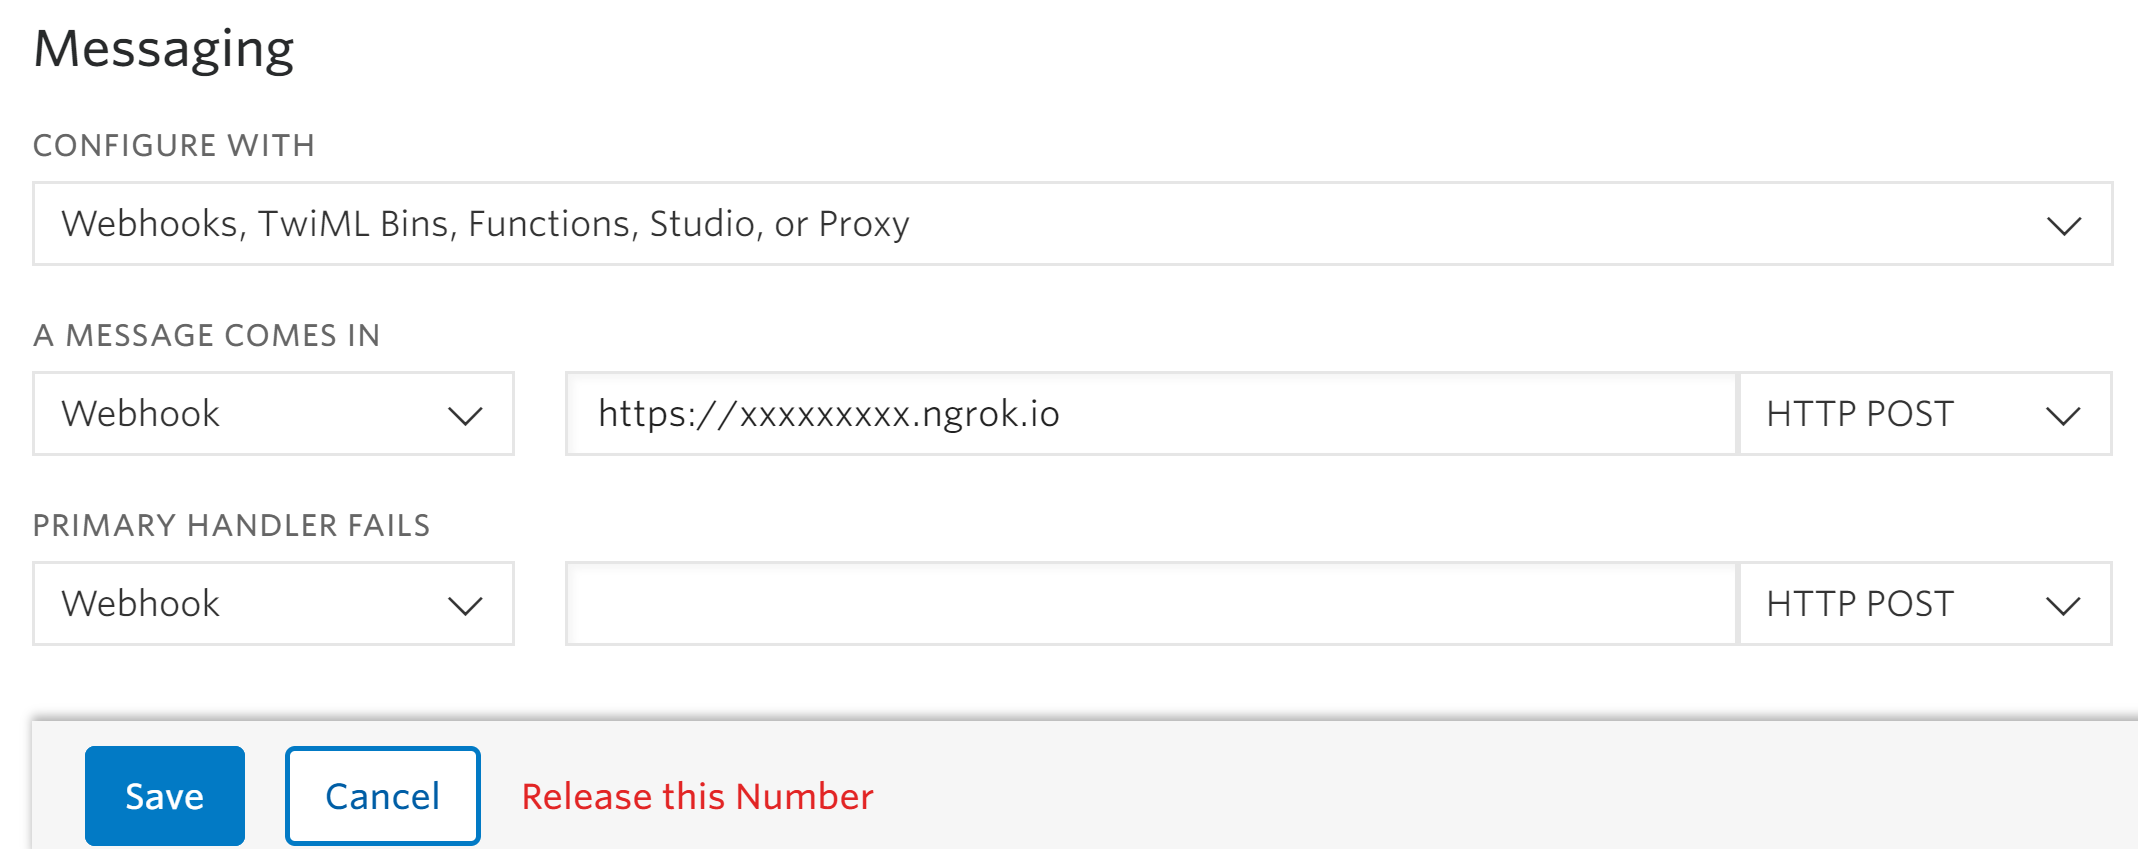 Messaging
CONFIGURE WITH
Webhooks, TwiML Bins, Functions, Studio, or Proxy
A MESSAGE COMES IN
Webhook https://xxxxxxxxx.ngrok.io HTTP POST
PRIMARY HANDLER FAILS
Webhook HTTP POST
Save Cancel Release this Number